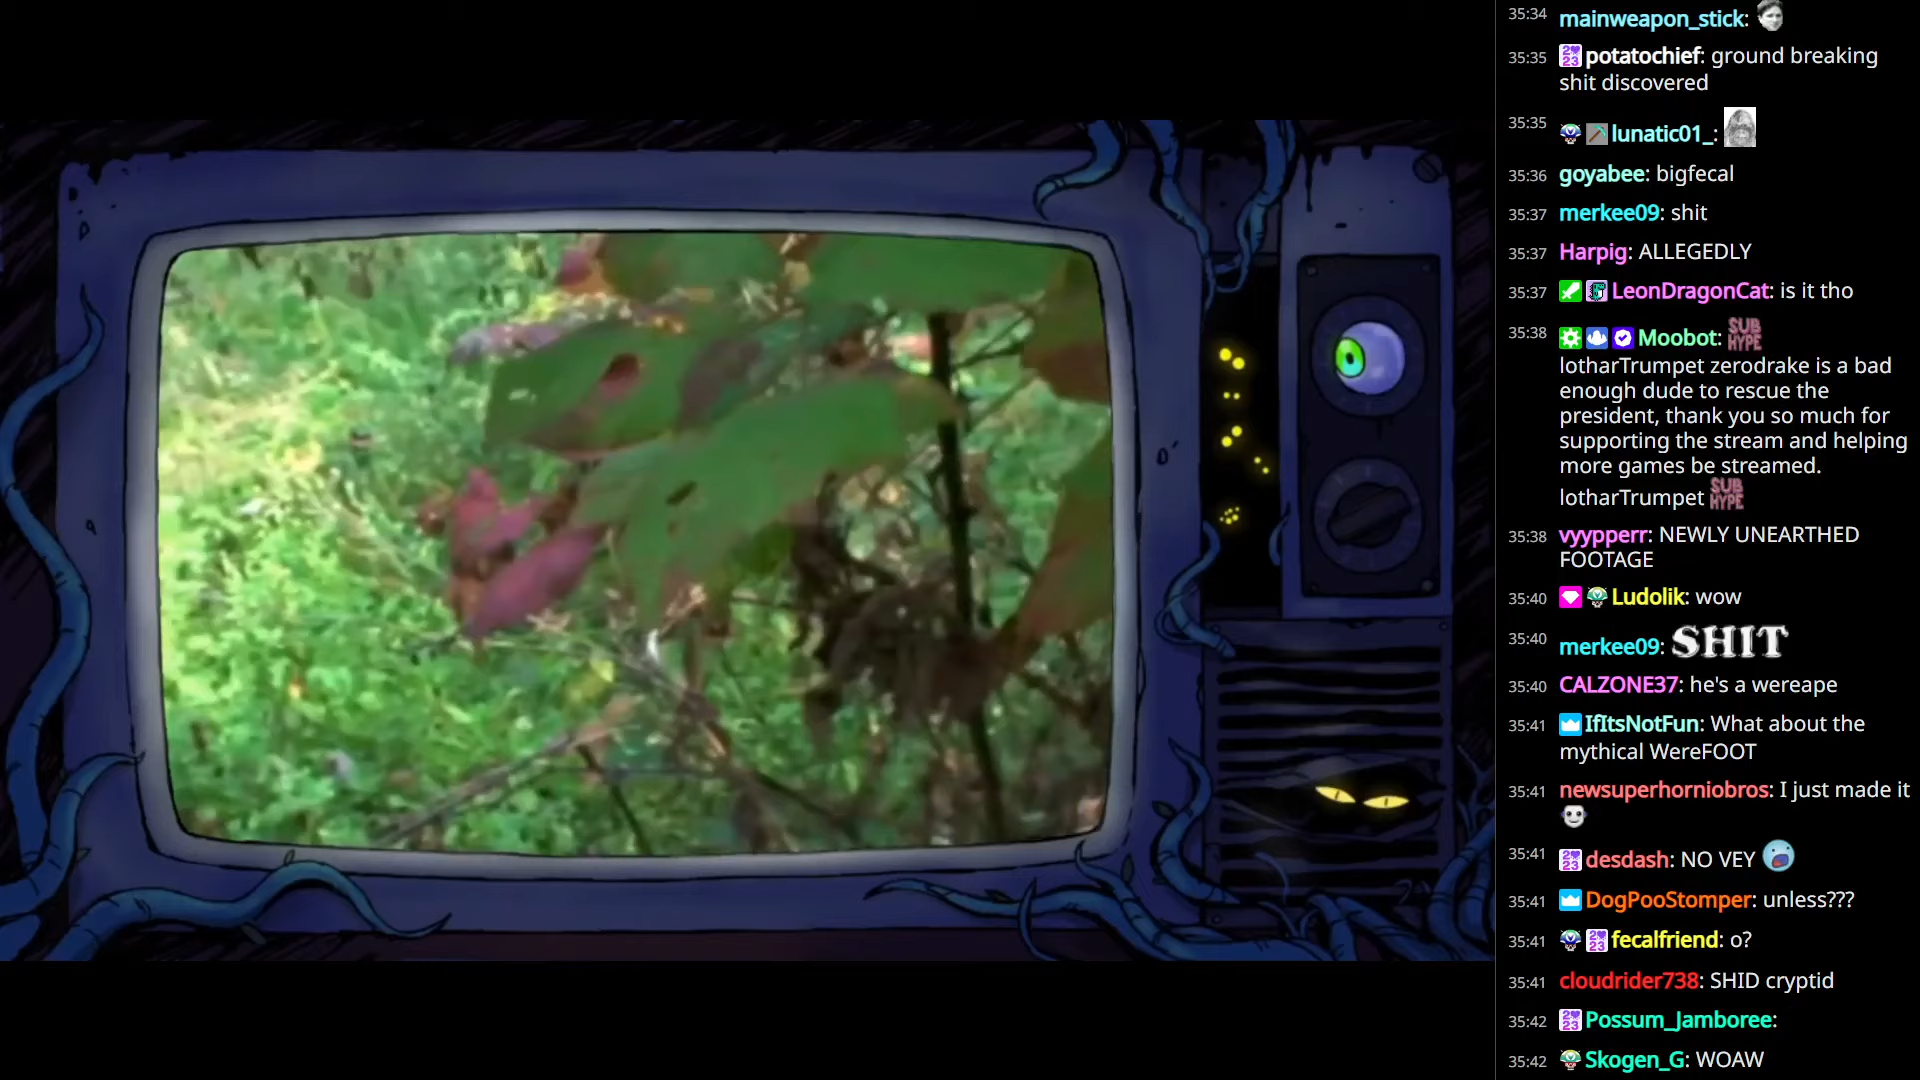 35:34 mainweapon_stick:
35:35 potatochief: ground breaking
shit discovered
35:35 lunatic01_:
35:36 goyabee: bigfecal
35:37 merkee09: shit
35:37 Harpig: ALLEGEDLY
35:37 LeonDragonCat: is it tho
35:38 Moobot: SUB HYPE
lotharTrumpet zerodrake is a bad
enough dude to rescue the
president, thank you so much for
supporting the stream and helping
more games be streamed.
lotharTrumpet SUB HYPE
35:38 vyypperr: NEWLY UNEARTHED
FOOTAGE
35:40 Ludolik: wow
35:40 merkee09: SHIT
35:40 CALZONE37: he's a wereape
35:41 IfItsNotFun: What about the
mythical WereFOOT
35:41 newsuperhorniobros: I just made it
35:41 desdash: NO VEY
35:41 DogPooStomper: unless???
35:41 fecalfriend: o?
35:41 cloudrider738: SHID cryptid
35:42 Possum_Jamboree:
35:42 Skogen_G: WOAW